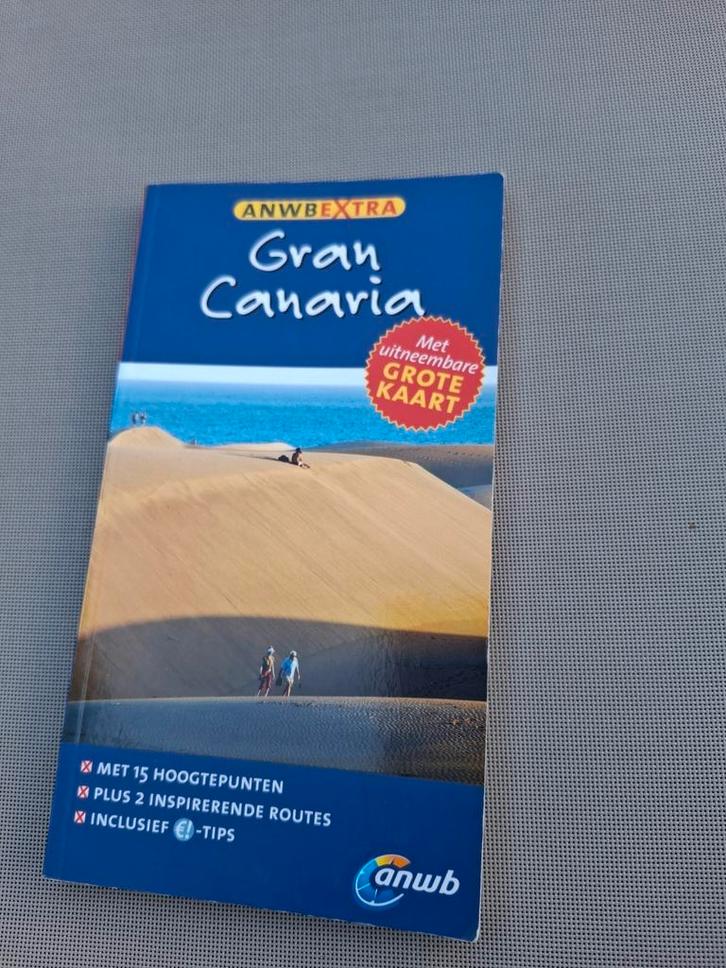 ANWBEXTRA
Gran
Canaria
Met
uitneembare
GROTE
KAART
MET 15 HOOGTEPUNTEN
PLUS 2 INSPIRERENDE ROUTES
INCLUSIEF €!-TIPS
anwb